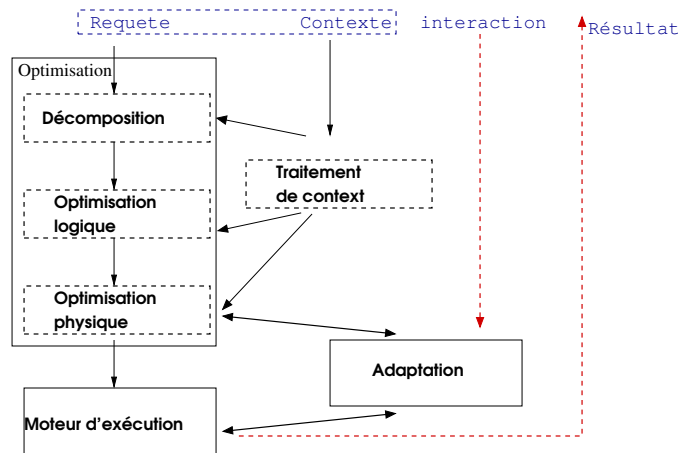 Requete Contexte interaction
Résultat
Optimisation
Décomposition
Traitement
de context
Optimisation
logique
Optimisation
physique
Adaptation
Moteur d'exécution